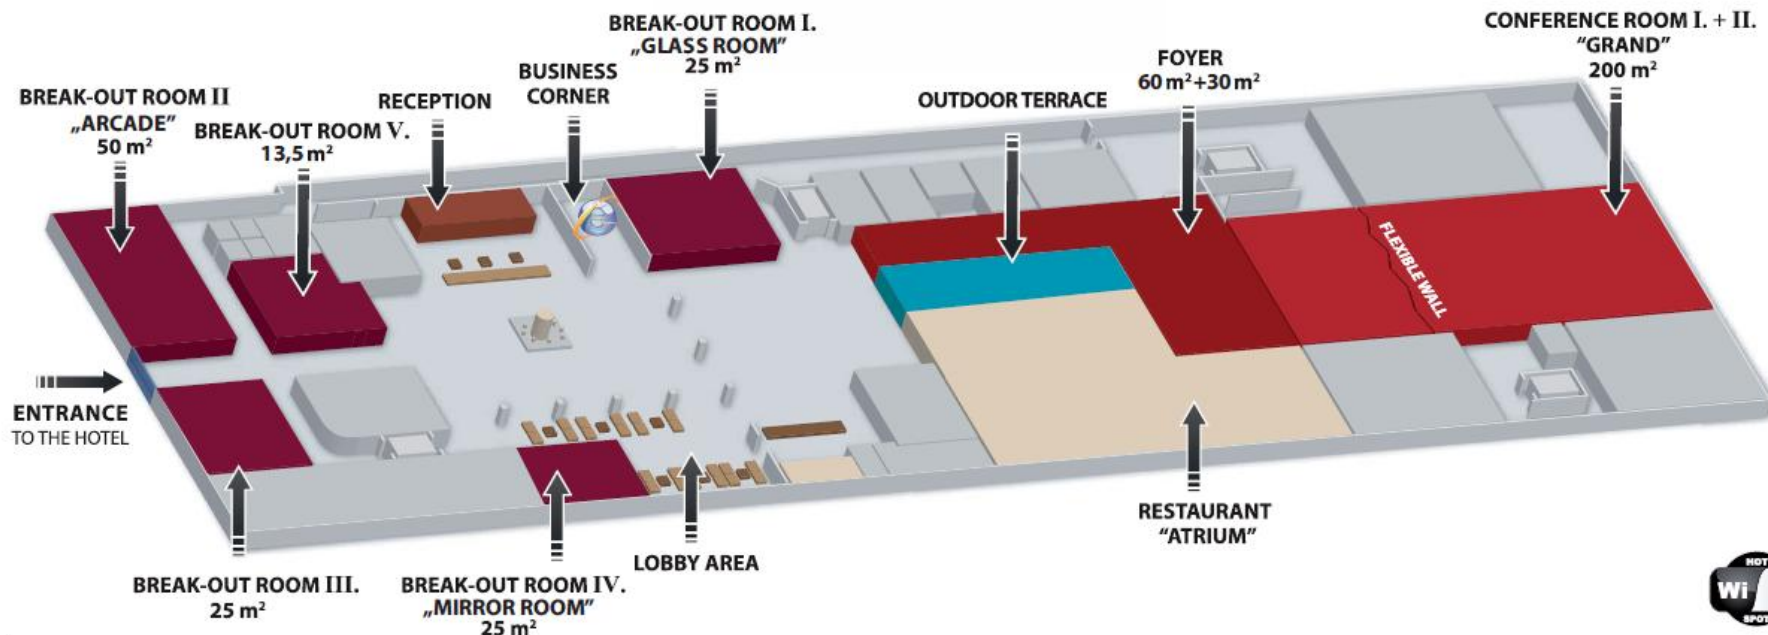 BREAK-OUT ROOM II
„ARCADE”
50 m²
BREAK-OUT ROOM V.
13,5 m²
RECEPTION
BUSINESS
CORNER
BREAK-OUT ROOM I.
„GLASS ROOM”
25 m²
OUTDOOR TERRACE
FOYER
60 m²+30 m²
CONFERENCE ROOM I. + II.
“GRAND”
200 m²
FLEXIBLE WALL
ENTRANCE
TO THE HOTEL
BREAK-OUT ROOM III.
25 m²
BREAK-OUT ROOM IV.
„MIRROR ROOM”
25 m²
LOBBY AREA
RESTAURANT
“ATRIUM”
HOT
Wi
SPOT